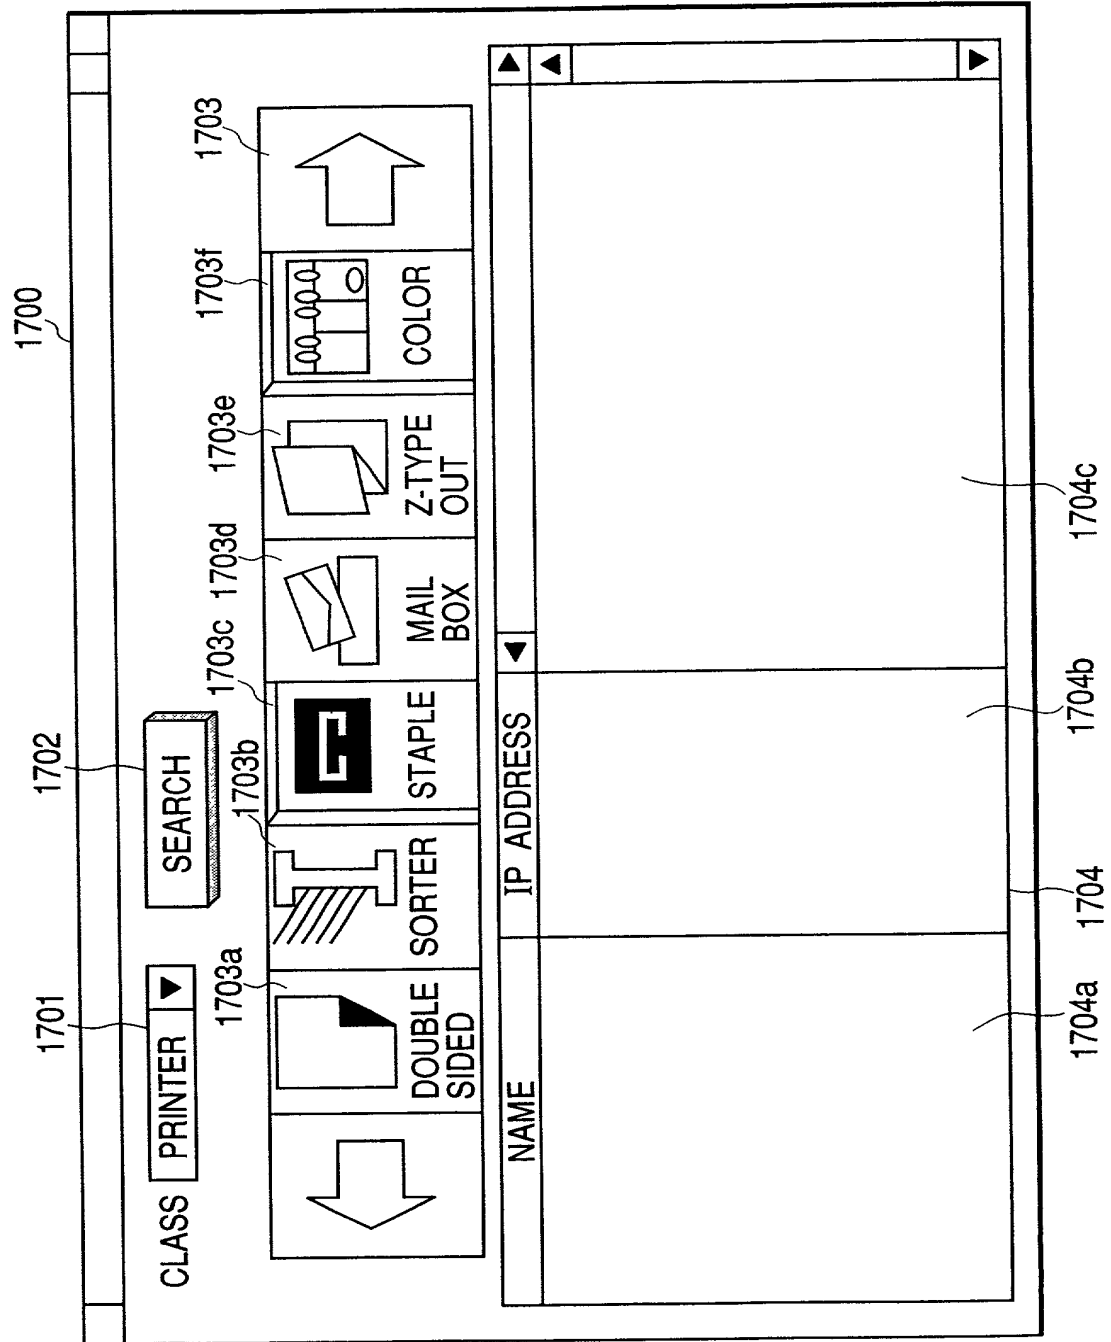 1700
1701
1702
CLASS
PRINTER
SEARCH
1703a
1703b
1703c
1703d
1703e
1703f
1703
DOUBLE
SIDED
SORTER
STAPLE
MAIL
BOX
Z-TYPE
OUT
COLOR
NAME
IP ADDRESS
1704a
1704
1704b
1704c